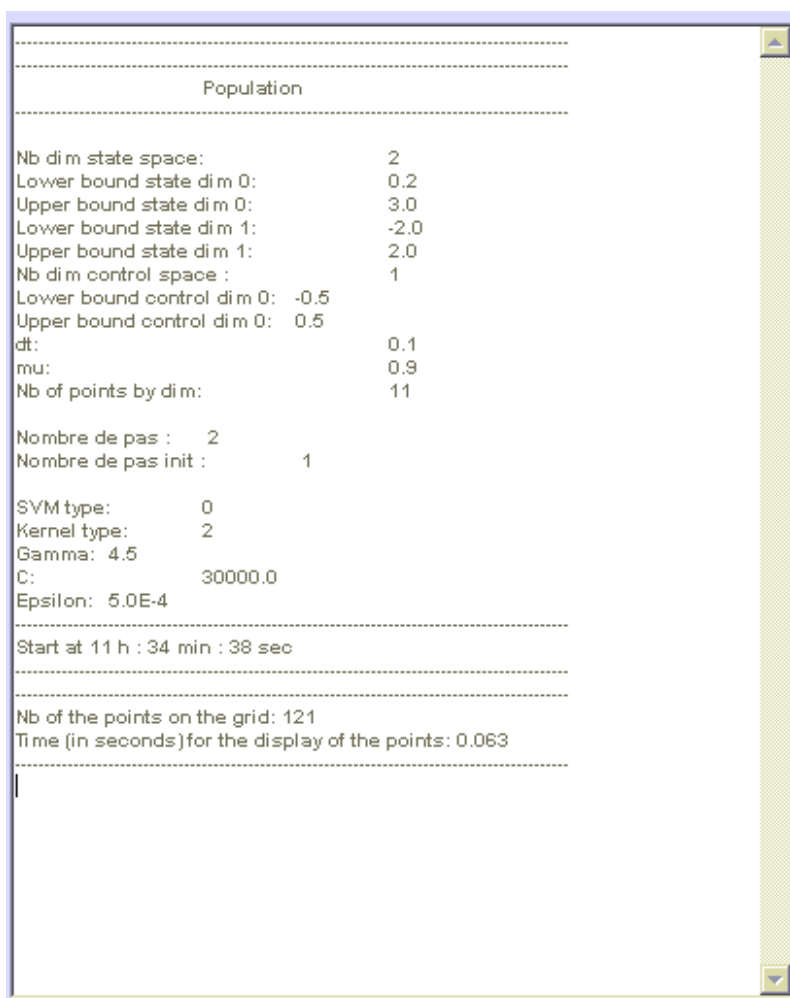 --------------------------------------------------------------------------------
--------------------------------------------------------------------------------
Population
--------------------------------------------------------------------------------
Nb dim state space: 2
Lower bound state dim 0: 0.2
Upper bound state dim 0: 3.0
Lower bound state dim 1: -2.0
Upper bound state dim 1: 2.0
Nb dim control space : 1
Lower bound control dim 0: -0.5
Upper bound control dim 0: 0.5
dt: 0.1
mu: 0.9
Nb of points by dim: 11
Nombre de pas : 2
Nombre de pas init : 1
SVM type: 0
Kernel type: 2
Gamma: 4.5
C: 30000.0
Epsilon: 5.0E-4
--------------------------------------------------------------------------------
Start at 11 h : 34 min : 38 sec
--------------------------------------------------------------------------------
--------------------------------------------------------------------------------
Nb of the points on the grid: 121
Time (in seconds)for the display of the points: 0.063
--------------------------------------------------------------------------------